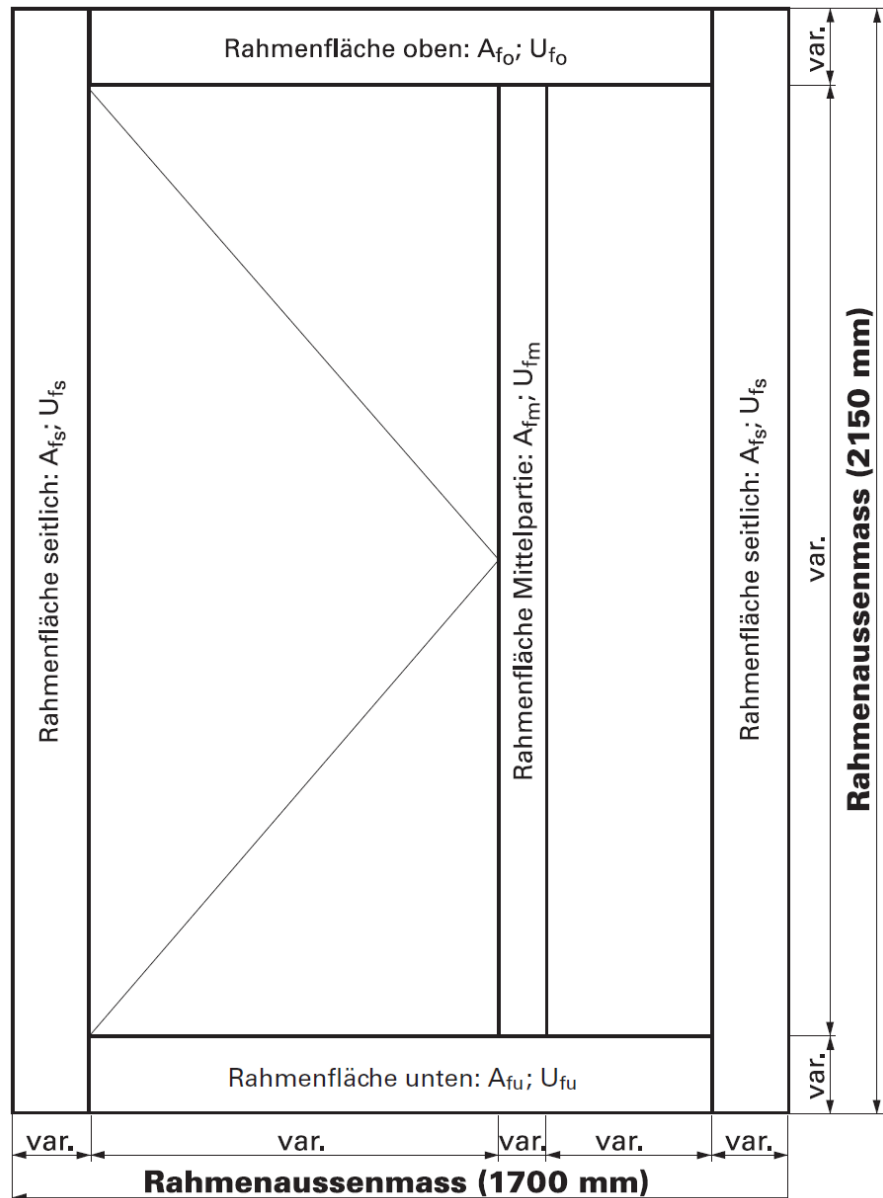 Rahmenfläche oben: Afo; Ufo
var.
Rahmenfläche seitlich: Afs; Ufs
Rahmenfläche Mittelpartie: Afm; Ufm
Rahmenfläche seitlich: Afs; Ufs
var.
Rahmenaussenmass (2150 mm)
Rahmenfläche unten: Afu; Ufu
var.
var.
var.
var.
var.
var.
Rahmenaussenmass (1700 mm)